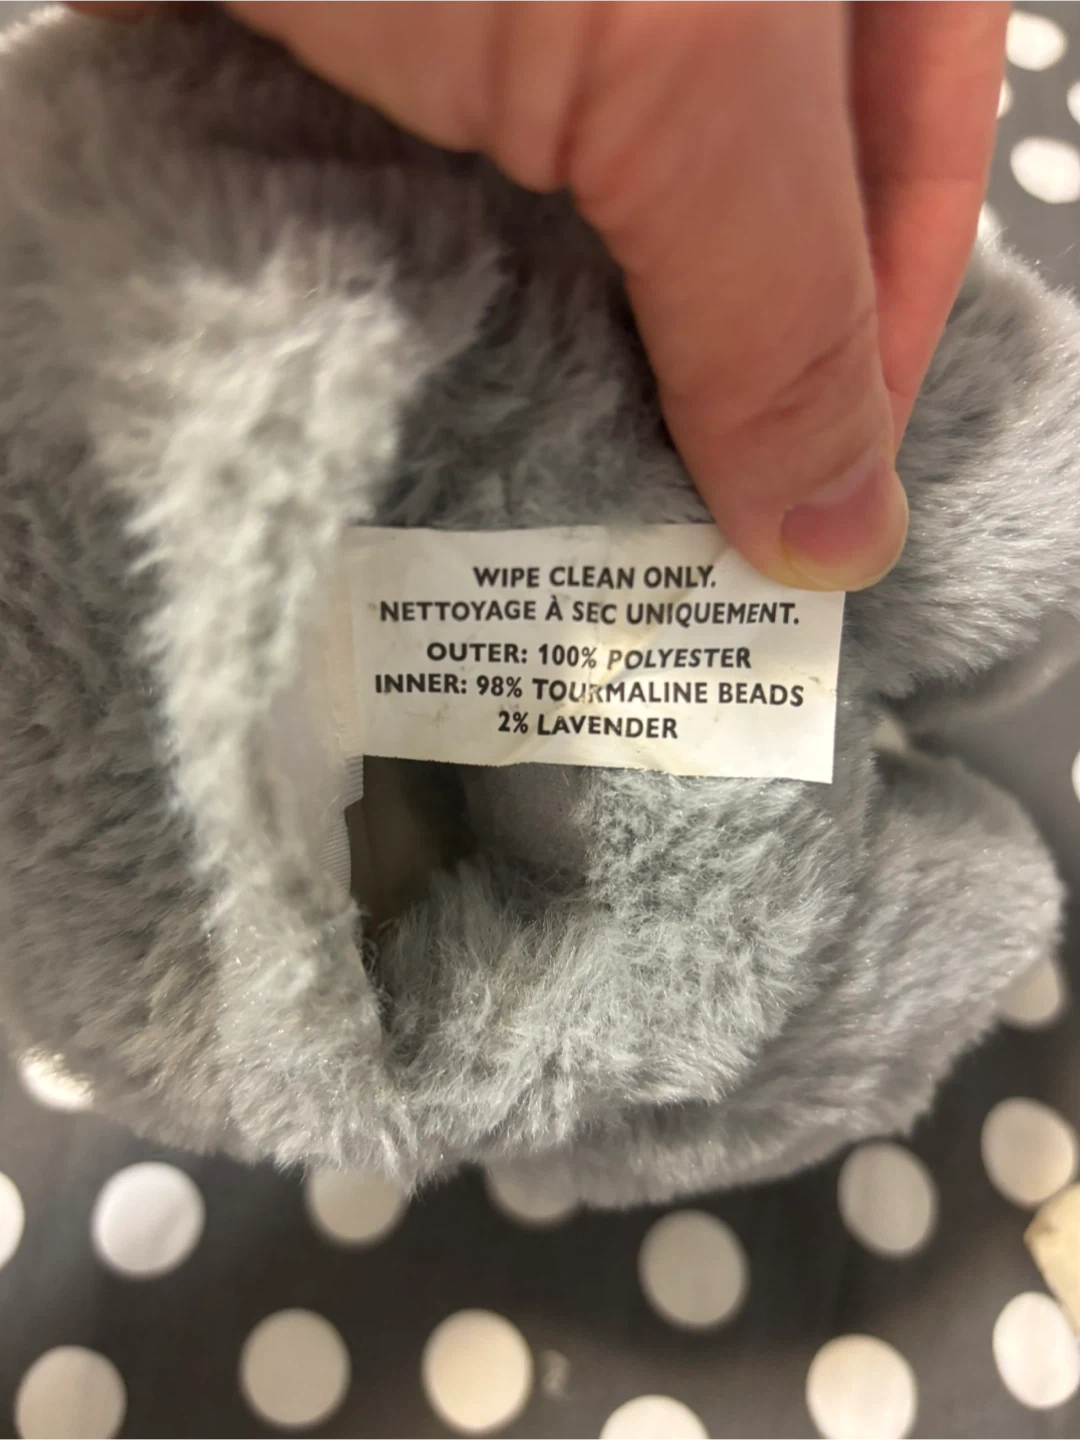 WIPE CLEAN ONLY.
NETTOYAGE À SEC UNIQUEMENT.
OUTER: 100% POLYESTER
INNER: 98% TOURMALINE BEADS
2% LAVENDER